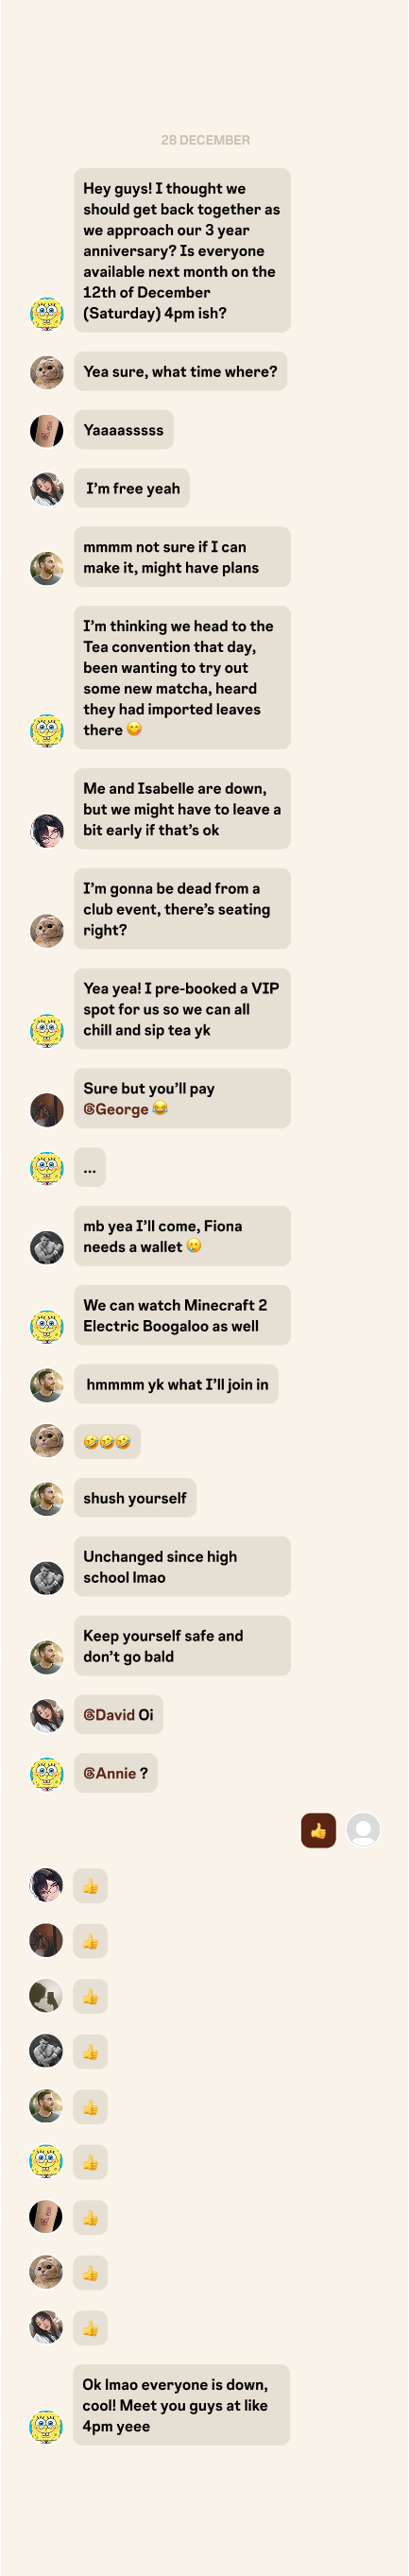 28 DECEMBER
Hey guys! I thought we
should get back together as
we approach our 3 year
anniversary? Is everyone
available next month on the
12th of December
(Saturday) 4pm ish?
Yea sure, what time where?
Yaaaasssss
I'm free yeah
mmmm not sure if I can
make it, might have plans
I'm thinking we head to the
Tea convention that day,
been wanting to try out
some new matcha, heard
they had imported leaves
there 😋
Me and Isabelle are down,
but we might have to leave a
bit early if that's ok
I'm gonna be dead from a
club event, there's seating
right?
Yea yea! I pre-booked a VIP
spot for us so we can all
chill and sip tea yk
Sure but you'll pay
@George 😂
...
mb yea I'll come, Fiona
needs a wallet 🥲
We can watch Minecraft 2
Electric Boogaloo as well
hmmmm yk what I'll join in
🤣🤣🤣
shush yourself
Unchanged since high
school lmao
Keep yourself safe and
don't go bald
@David Oi
@Annie ?
👍
👍
👍
👍
👍
👍
👍
👍
👍
👍
Ok lmao everyone is down,
cool! Meet you guys at like
4pm yeee